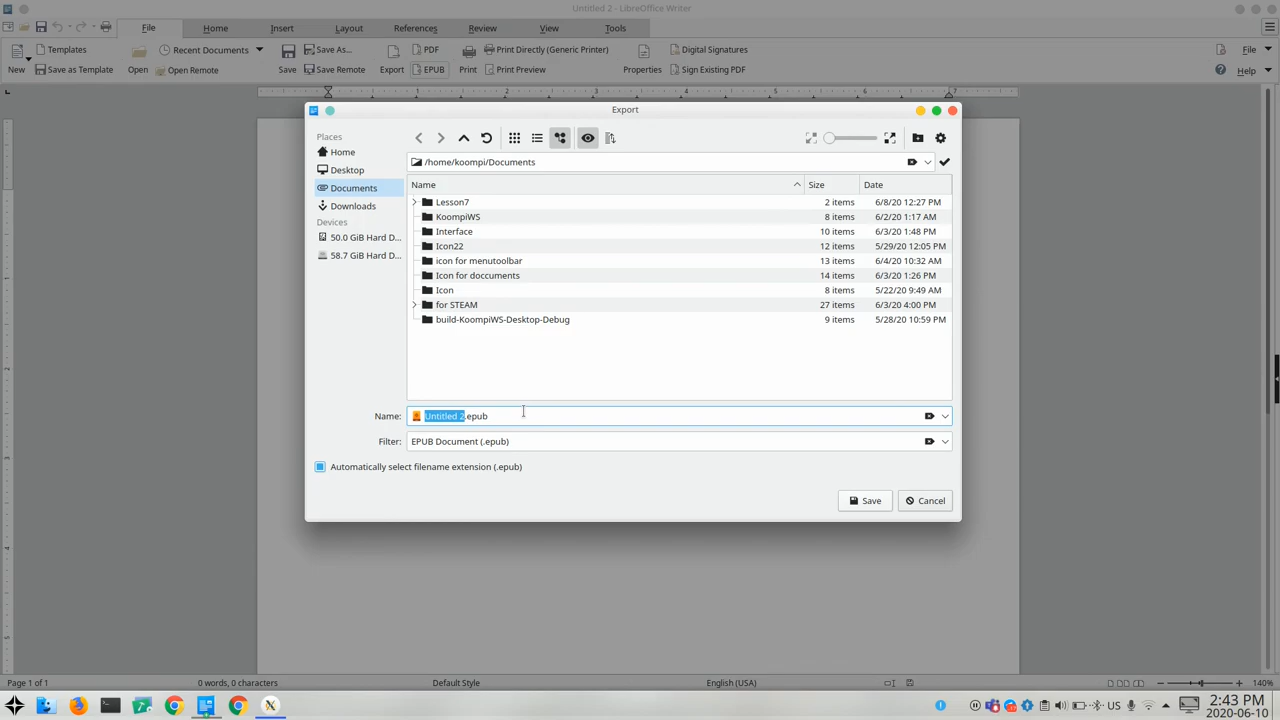 Untitled 2 - LibreOffice Writer
File Home Insert Layout References Review View Tools
Templates Recent Documents Save As... PDF Print Directly (Generic Printer) Digital Signatures File
New Save as Template Open Open Remote Save Save Remote Export EPUB Print Print Preview Properties Sign Existing PDF Help
1 2 3 4 5 6 7
Export
Places
Home
Desktop
Documents
Downloads
Devices
50.0 GiB Hard D...
58.7 GiB Hard D...
/home/koompi/Documents
Name Size Date
Lesson7 2 items 6/8/20 12:27 PM
KoompiWS 8 items 6/2/20 1:17 AM
Interface 10 items 6/3/20 1:48 PM
Icon22 12 items 5/29/20 12:05 PM
icon for menutoolbar 13 items 6/4/20 10:32 AM
Icon for doccuments 14 items 6/3/20 1:26 PM
Icon 8 items 5/22/20 9:49 AM
for STEAM 27 items 6/3/20 4:00 PM
build-KoompiWS-Desktop-Debug 9 items 5/28/20 10:59 PM
Name: Untitled 2.epub
Filter: EPUB Document (.epub)
Automatically select filename extension (.epub)
Save Cancel
Page 1 of 1 0 words, 0 characters Default Style English (USA) 140%
US 2:43 PM
2020-06-10